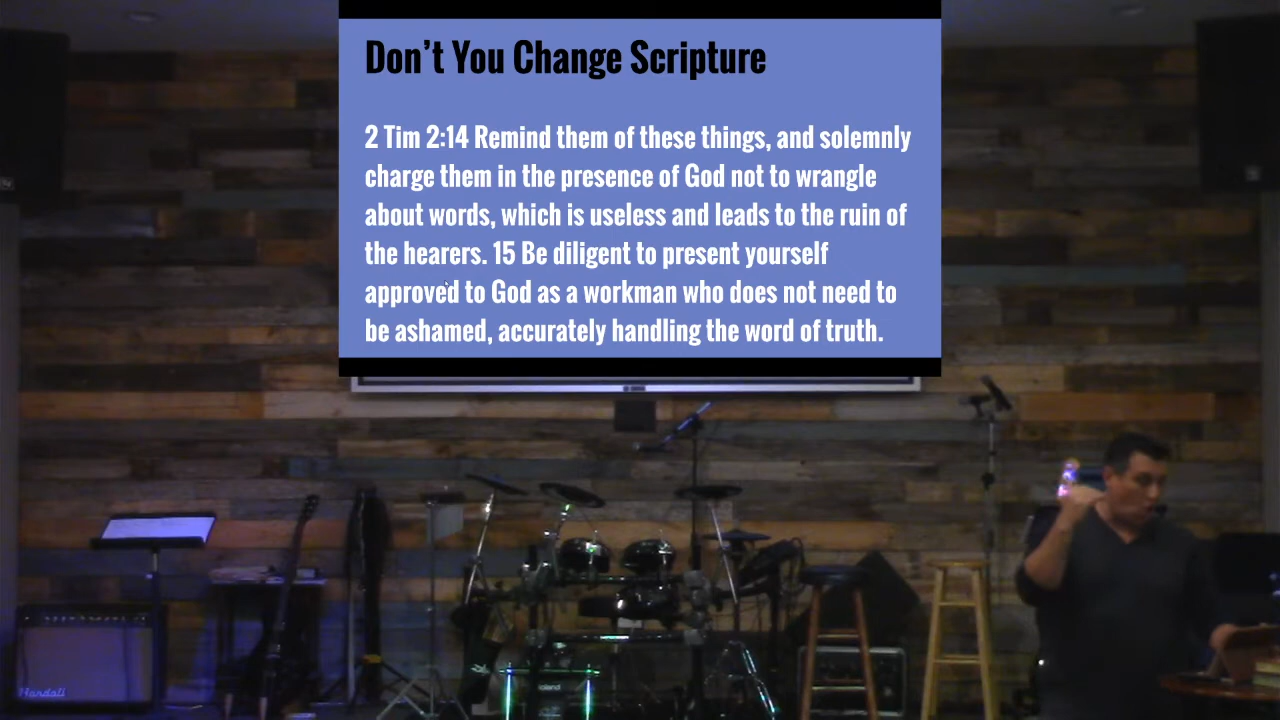 Don't You Change Scripture
2 Tim 2:14 Remind them of these things, and solemnly
charge them in the presence of God not to wrangle
about words, which is useless and leads to the ruin of
the hearers. 15 Be diligent to present yourself
approved to God as a workman who does not need to
be ashamed, accurately handling the word of truth.
Roland